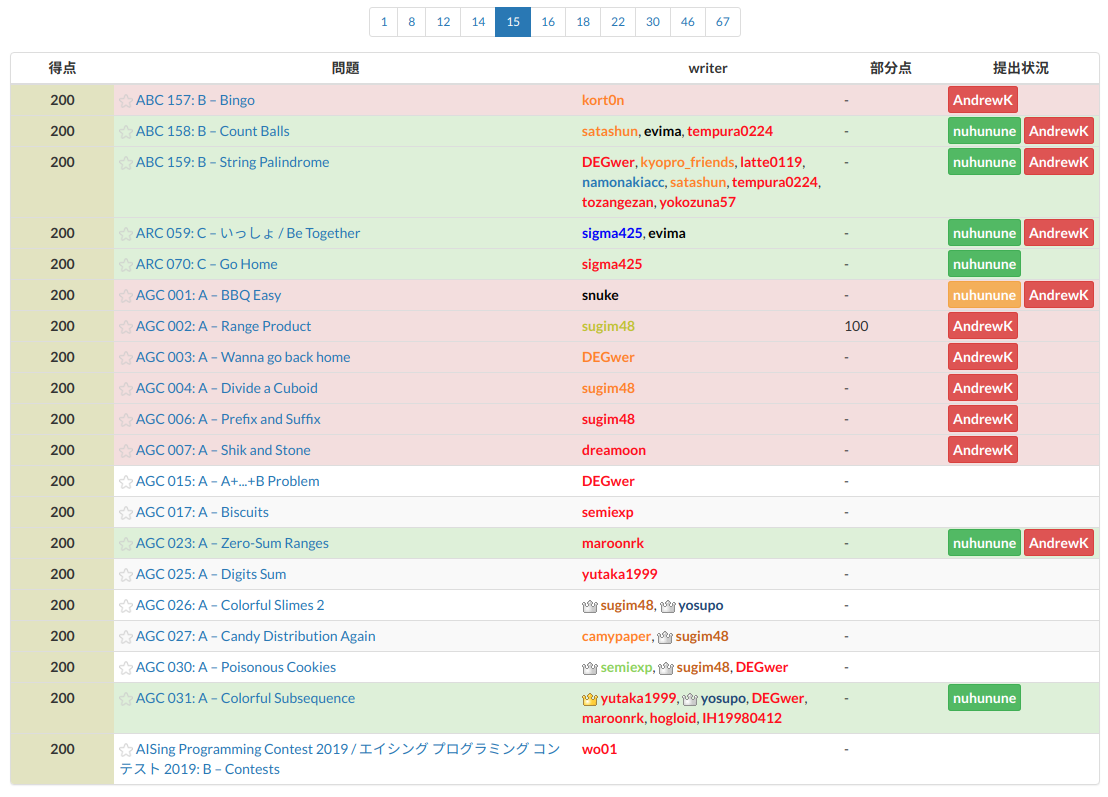 1 8 12 14 15 16 18 22 30 46 67
得点 問題 writer 部分点 提出状況
200 ABC 157: B – Bingo kort0n - AndrewK
200 ABC 158: B – Count Balls satashun, evima, tempura0224 - nuhunune AndrewK
200 ABC 159: B – String Palindrome DEGwer, kyopro_friends, latte0119, - nuhunune AndrewK
namonakiacc, satashun, tempura0224,
tozangezan, yokozuna57
200 ARC 059: C – いっしょ / Be Together sigma425, evima - nuhunune AndrewK
200 ARC 070: C – Go Home sigma425 - nuhunune
200 AGC 001: A – BBQ Easy snuke - nuhunune AndrewK
200 AGC 002: A – Range Product sugim48 100 AndrewK
200 AGC 003: A – Wanna go back home DEGwer - AndrewK
200 AGC 004: A – Divide a Cuboid sugim48 - AndrewK
200 AGC 006: A – Prefix and Suffix sugim48 - AndrewK
200 AGC 007: A – Shik and Stone dreamoon - AndrewK
200 AGC 015: A – A+...+B Problem DEGwer -
200 AGC 017: A – Biscuits semiexp -
200 AGC 023: A – Zero-Sum Ranges maroonrk - nuhunune AndrewK
200 AGC 025: A – Digits Sum yutaka1999 -
200 AGC 026: A – Colorful Slimes 2 sugim48, yosupo -
200 AGC 027: A – Candy Distribution Again camypaper, sugim48 -
200 AGC 030: A – Poisonous Cookies semiexp, sugim48, DEGwer -
200 AGC 031: A – Colorful Subsequence yutaka1999, yosupo, DEGwer, - nuhunune
maroonrk, hogloid, IH19980412
200 AISing Programming Contest 2019 / エイシング プログラミング コン wo01 -
テスト 2019: B – Contests